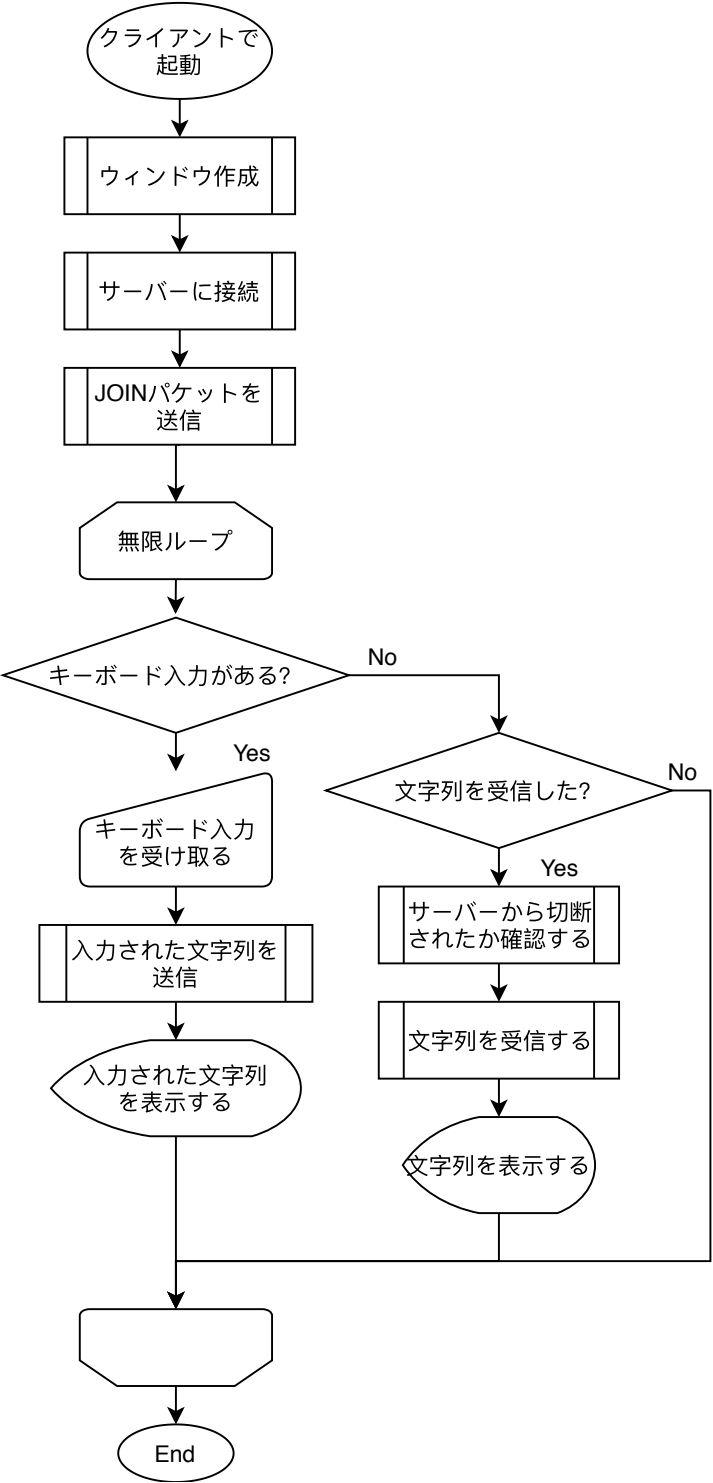 クライアントで
起動
ウィンドウ作成
サーバーに接続
JOINパケットを
送信
無限ループ
キーボード入力がある?
No
Yes
キーボード入力
を受け取る
入力された文字列を
送信
入力された文字列
を表示する
文字列を受信した?
No
Yes
サーバーから切断
されたか確認する
文字列を受信する
文字列を表示する
End